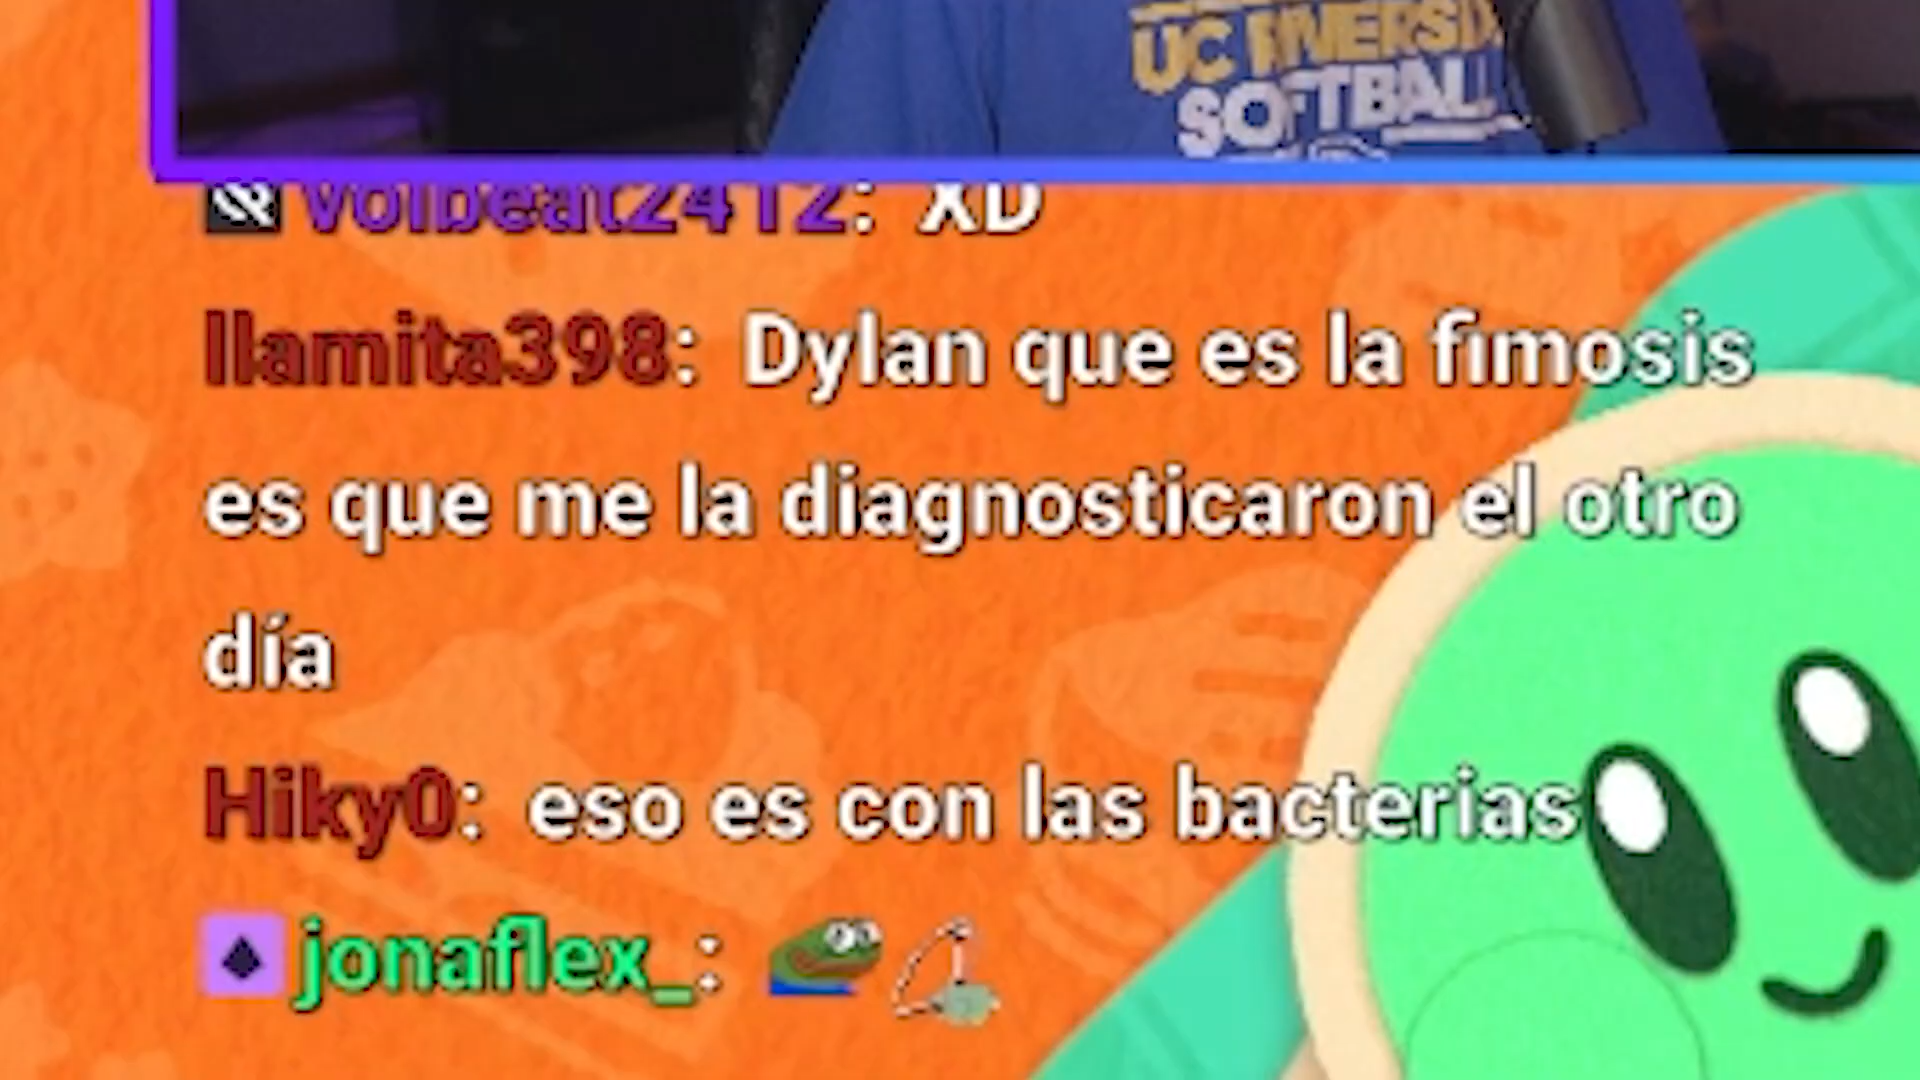 UC RIVERSIDE
SOFTBALL
volbeat2412: XD
llamita398: Dylan que es la fimosis
es que me la diagnosticaron el otro
día
Hiky0: eso es con las bacterias
jonaflex_: